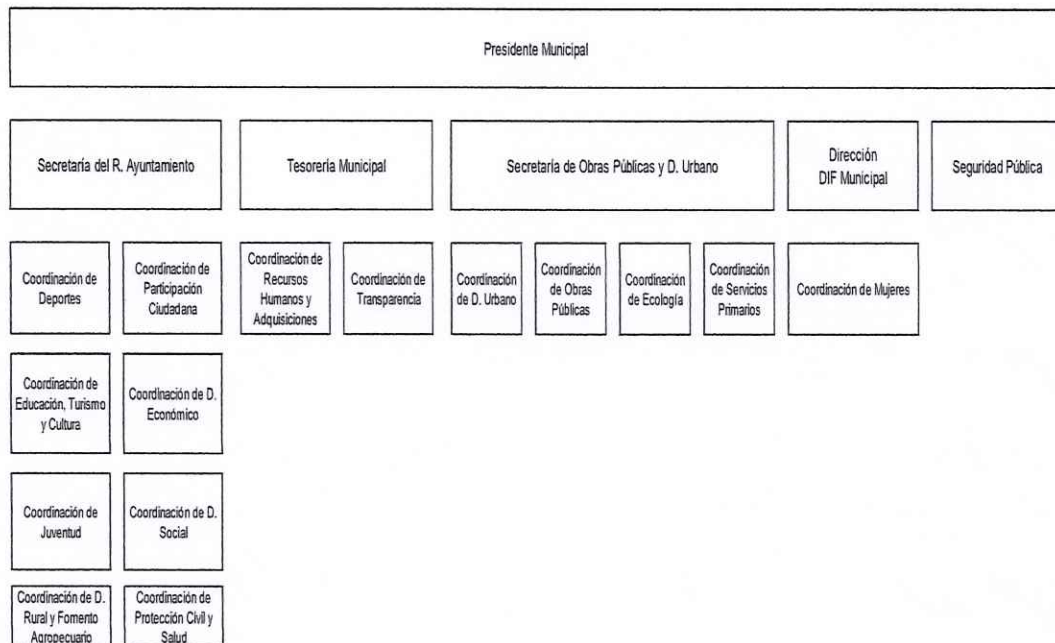 Presidente Municipal
Secretaría del R. Ayuntamiento
Tesorería Municipal
Secretaría de Obras Públicas y D. Urbano
Dirección
DIF Municipal
Seguridad Pública
Coordinación de
Deportes
Coordinación de
Participación
Ciudadana
Coordinación de
Recursos
Humanos y
Adquisiciones
Coordinación de
Transparencia
Coordinación
de D. Urbano
Coordinación
de Obras
Públicas
Coordinación
de Ecología
Coordinación
de Servicios
Primarios
Coordinación de Mujeres
Coordinación de
Educación, Turismo
y Cultura
Coordinación de D.
Económico
Coordinación de
Juventud
Coordinación de D.
Social
Coordinación de D.
Rural y Fomento
Agropecuario
Coordinación de
Protección Civil y
Salud